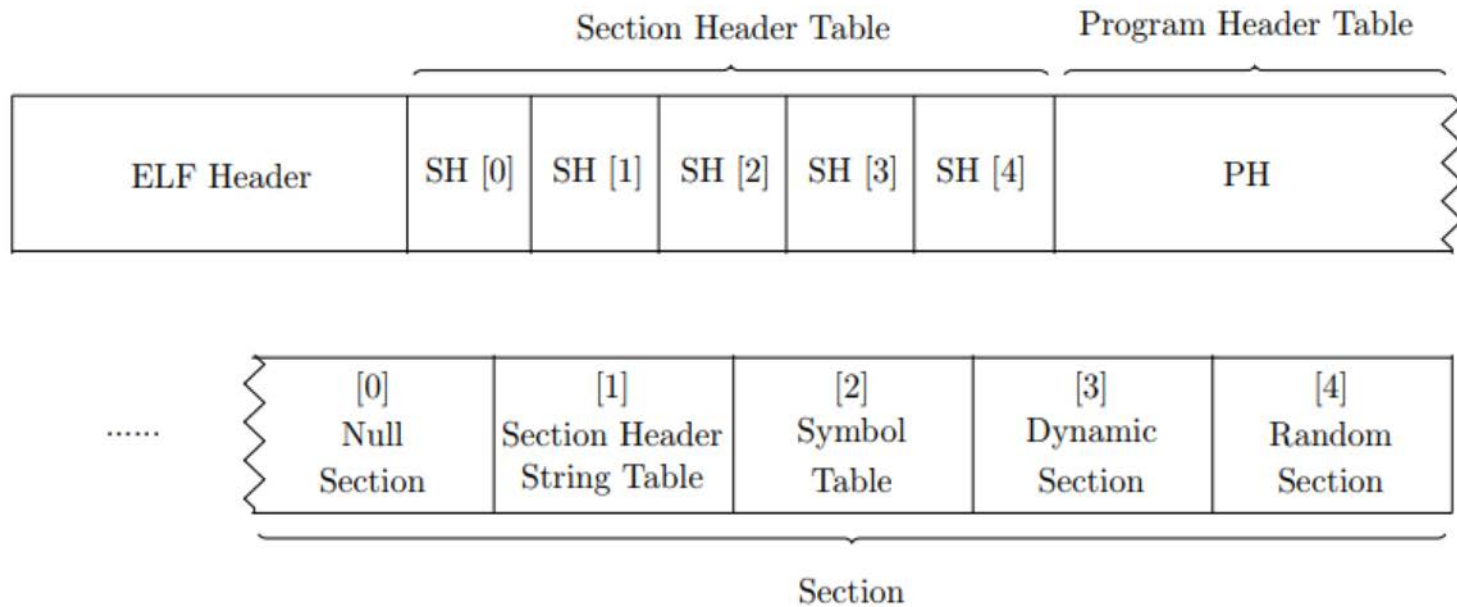 Section Header Table
Program Header Table
ELF Header
SH [0]
SH [1]
SH [2]
SH [3]
SH [4]
PH
......
[0]
Null
Section
[1]
Section Header
String Table
[2]
Symbol
Table
[3]
Dynamic
Section
[4]
Random
Section
Section